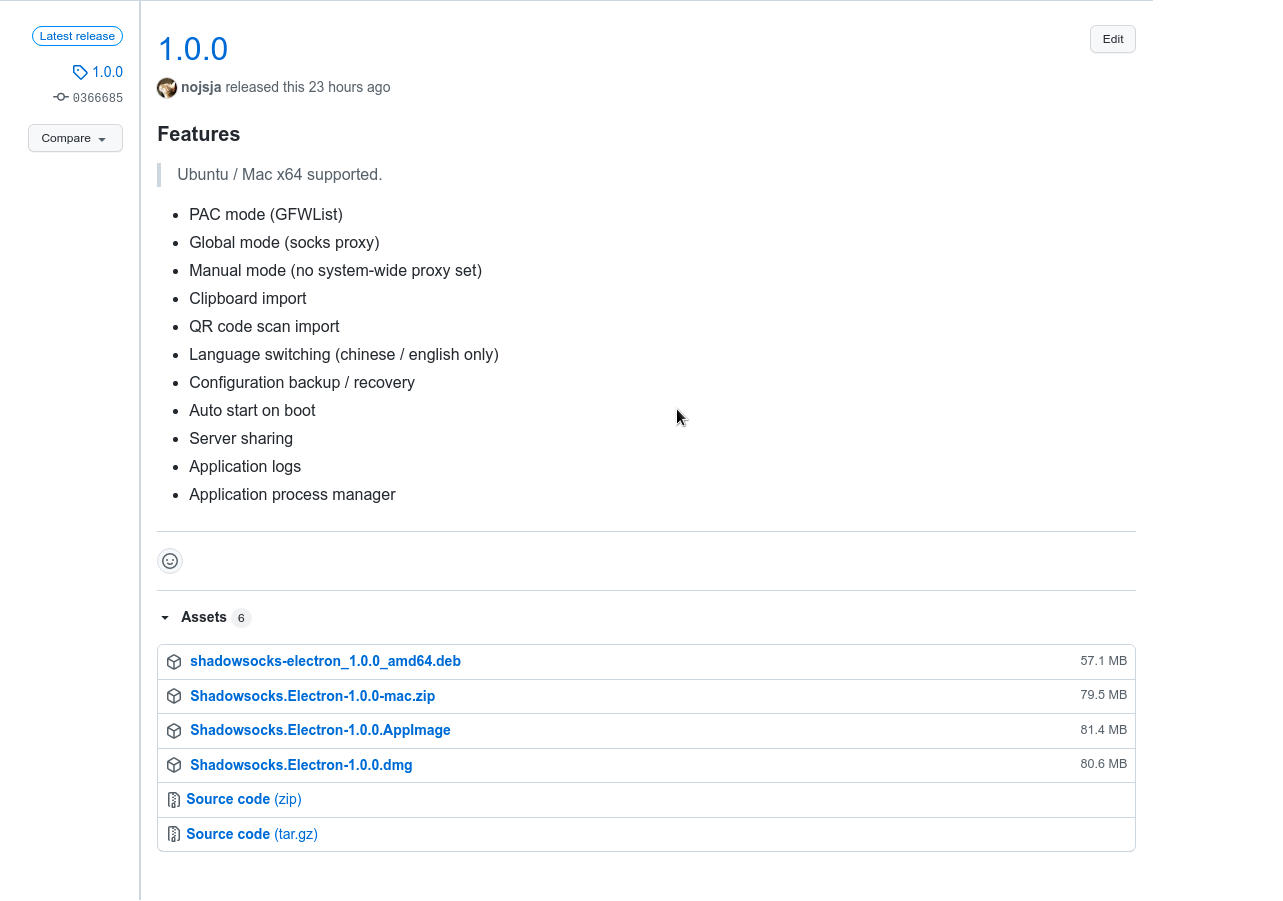 Latest release
1.0.0
0366685
Compare
1.0.0
Edit
nojsja released this 23 hours ago
Features
Ubuntu / Mac x64 supported.
PAC mode (GFWList)
Global mode (socks proxy)
Manual mode (no system-wide proxy set)
Clipboard import
QR code scan import
Language switching (chinese / english only)
Configuration backup / recovery
Auto start on boot
Server sharing
Application logs
Application process manager
Assets 6
shadowsocks-electron_1.0.0_amd64.deb 57.1 MB
Shadowsocks.Electron-1.0.0-mac.zip 79.5 MB
Shadowsocks.Electron-1.0.0.AppImage 81.4 MB
Shadowsocks.Electron-1.0.0.dmg 80.6 MB
Source code (zip)
Source code (tar.gz)